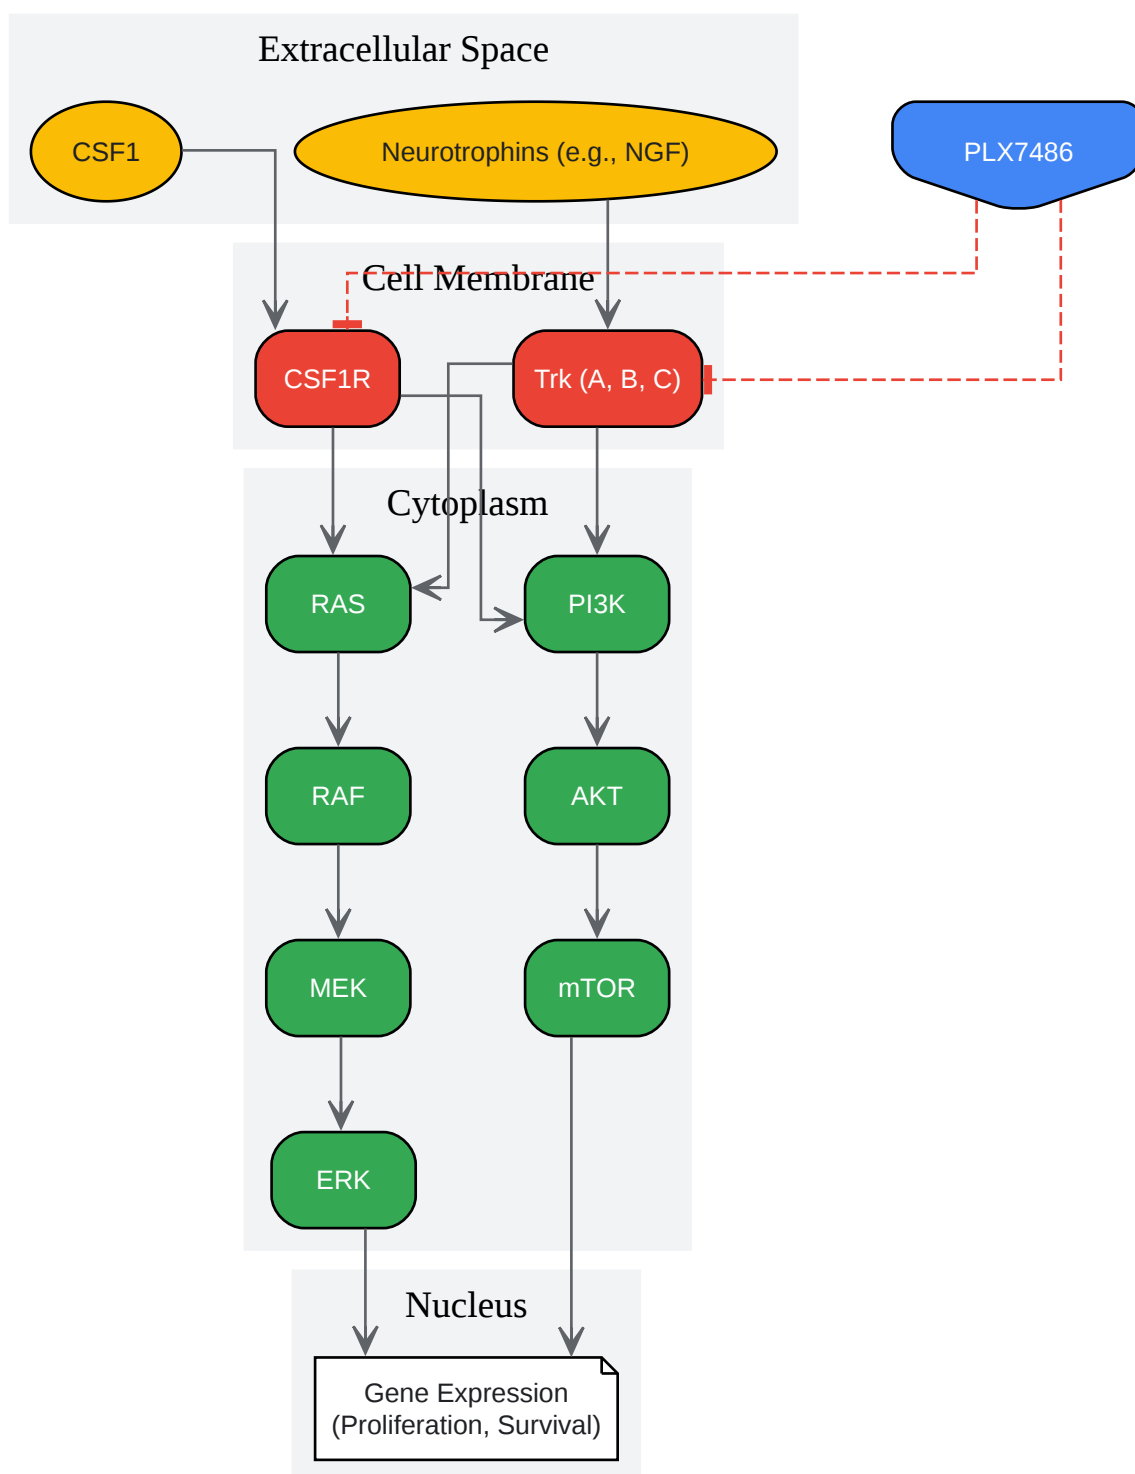 Extracellular Space
CSF1
Neurotrophins (e.g., NGF)
PLX7486
Cell Membrane
CSF1R
Trk (A, B, C)
Cytoplasm
RAS
PI3K
RAF
AKT
MEK
mTOR
ERK
Nucleus
Gene Expression
(Proliferation, Survival)